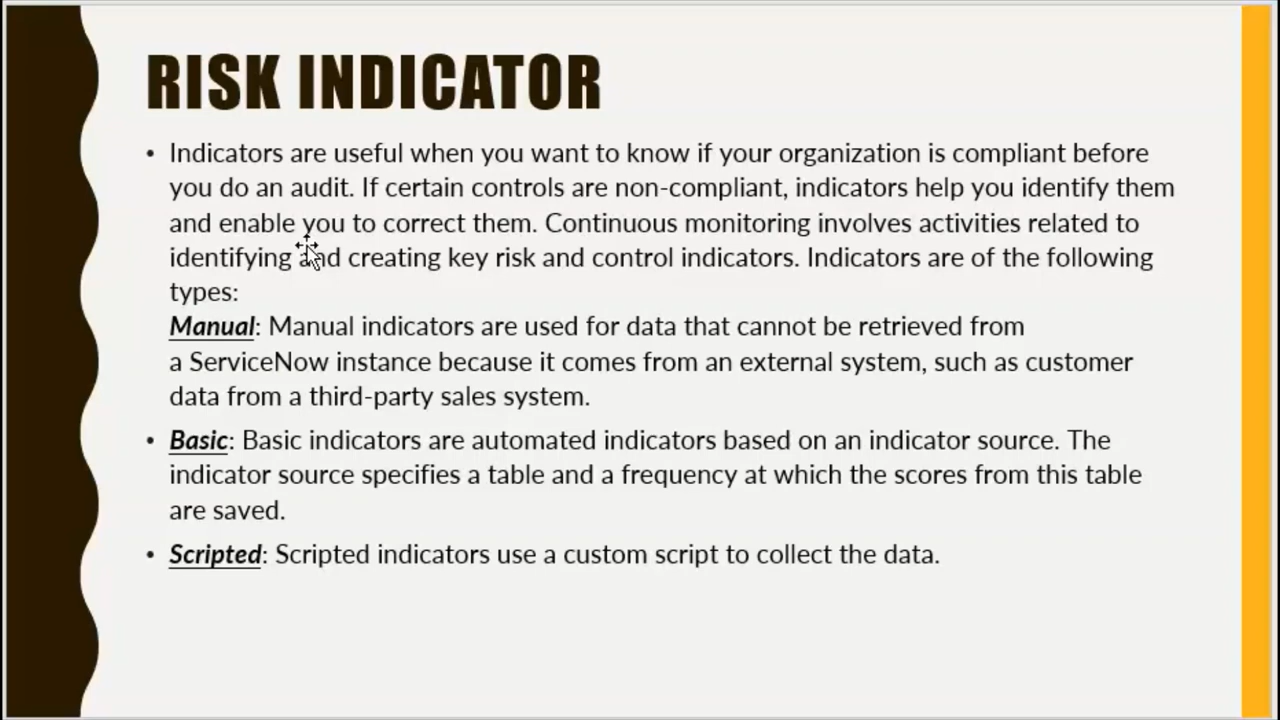 RISK INDICATOR
• Indicators are useful when you want to know if your organization is compliant before
you do an audit. If certain controls are non-compliant, indicators help you identify them
and enable you to correct them. Continuous monitoring involves activities related to
identifying and creating key risk and control indicators. Indicators are of the following
types:
Manual: Manual indicators are used for data that cannot be retrieved from
a ServiceNow instance because it comes from an external system, such as customer
data from a third-party sales system.
• Basic: Basic indicators are automated indicators based on an indicator source. The
indicator source specifies a table and a frequency at which the scores from this table
are saved.
• Scripted: Scripted indicators use a custom script to collect the data.